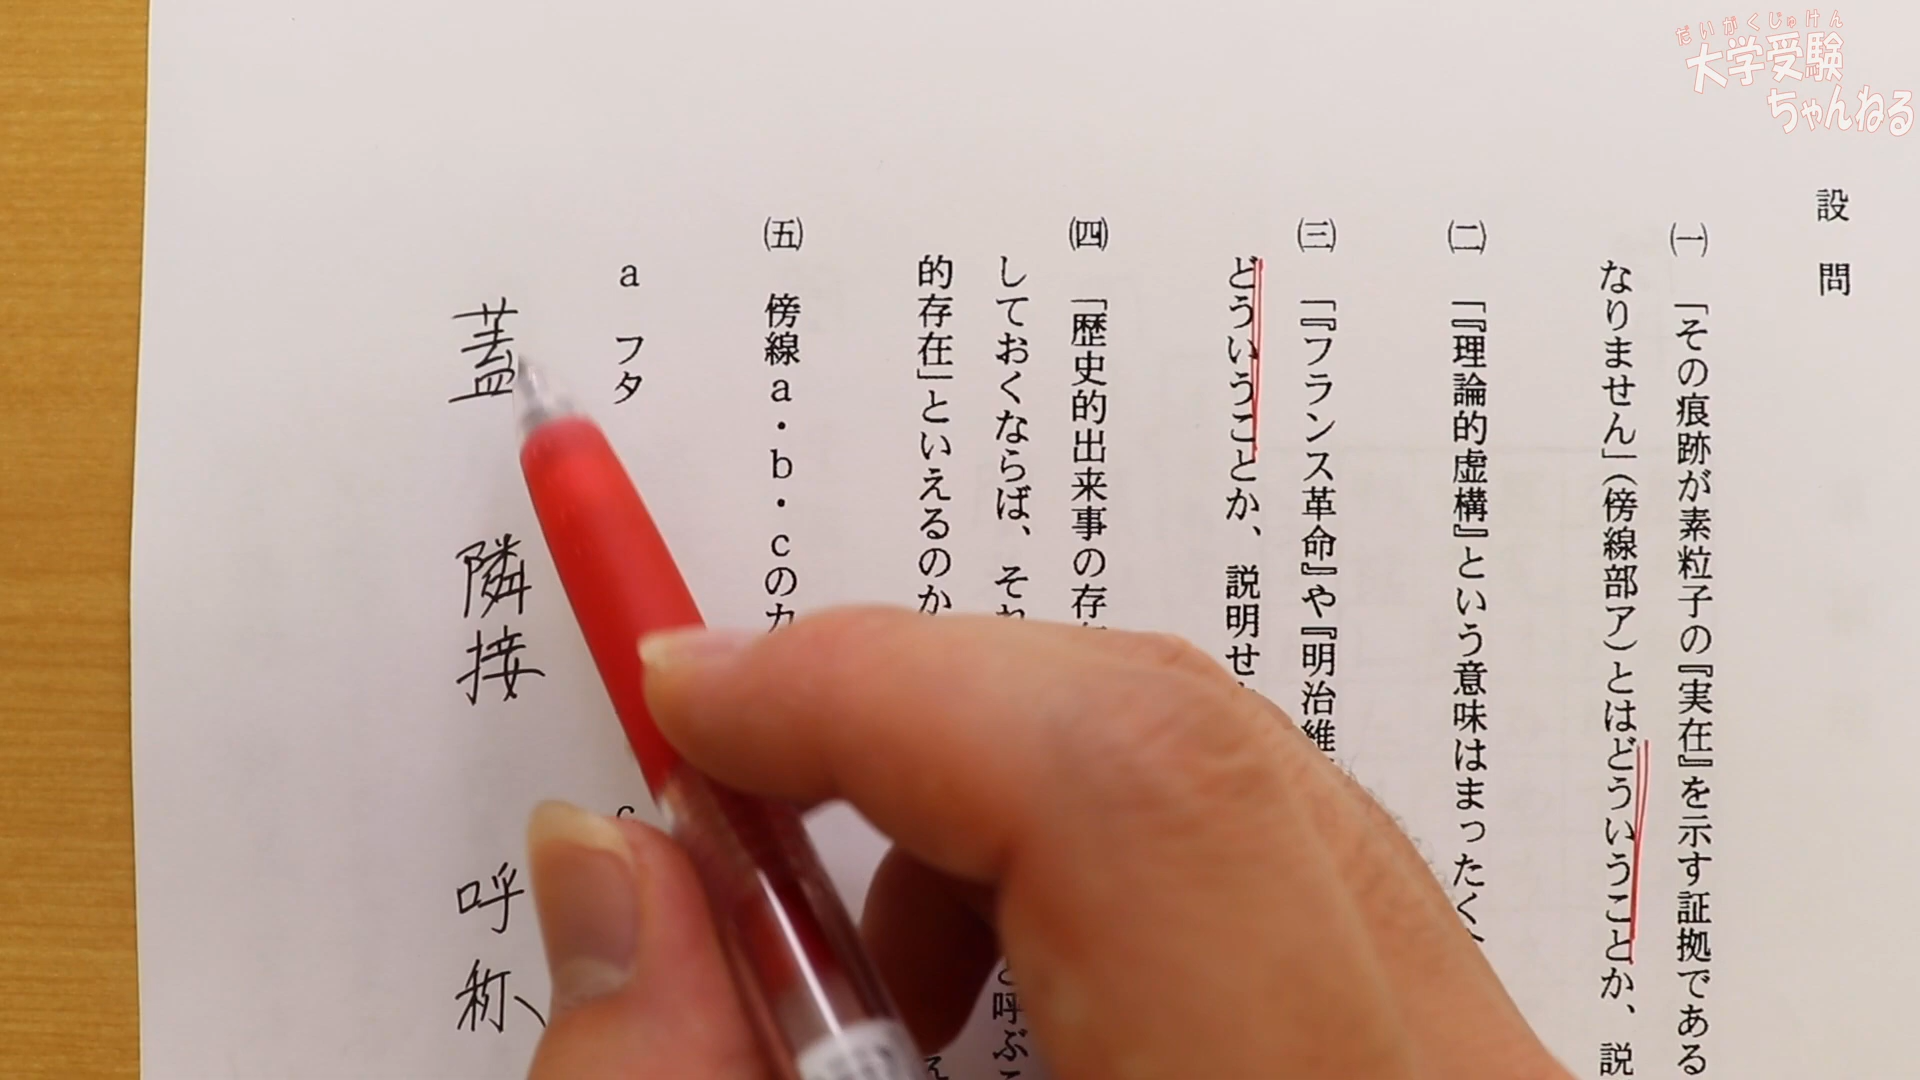 だいがくじゅけん
大学受験
ちゃんねる
設問
㈠ 「その痕跡が素粒子の『実在』を示す証拠である
なりません」(傍線部ア)とはどういうことか、説
㈡ 「『理論的虚構』という意味はまったく
㈢ 「『フランス革命』や『明治維
どういうことか、説明せ
㈣ 「歴史的出来事の存
しておくならば、それ
と呼ぶこ
的存在」といえるのか
㈤ 傍線a・b・cのカ
a フタ
c
蓋 隣接 呼称